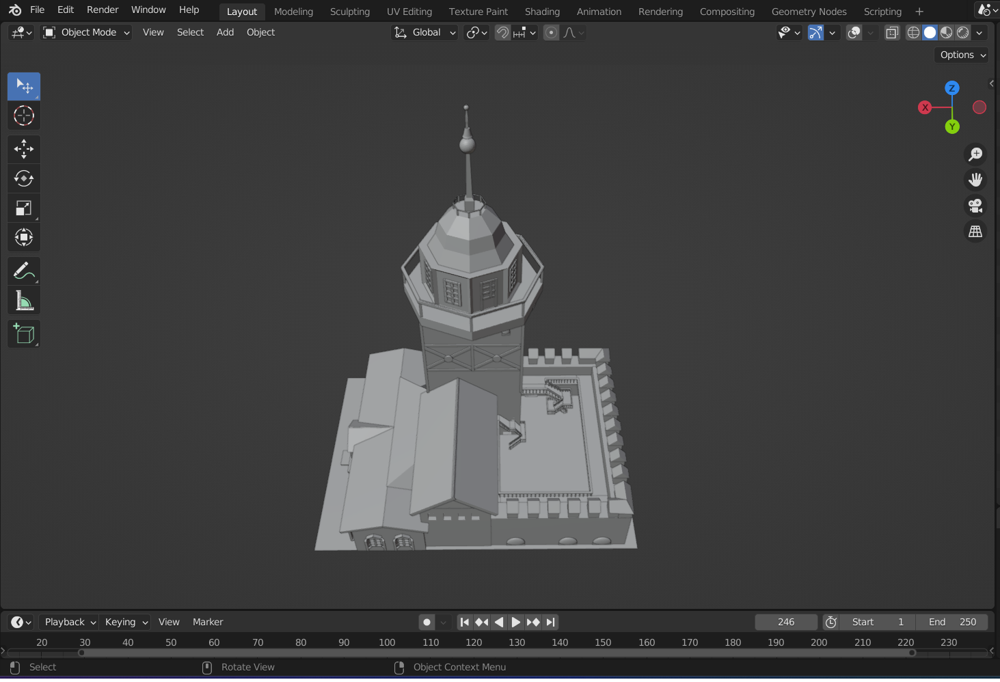 File Edit Render Window Help Layout Modeling Sculpting UV Editing Texture Paint Shading Animation Rendering Compositing Geometry Nodes Scripting +
Object Mode View Select Add Object Global
Options
Z
X
Y
Playback Keying View Marker 246 Start 1 End 250
20 30 40 50 60 70 80 90 100 110 120 130 140 150 160 170 180 190 200 210 220 230
Select Rotate View Object Context Menu